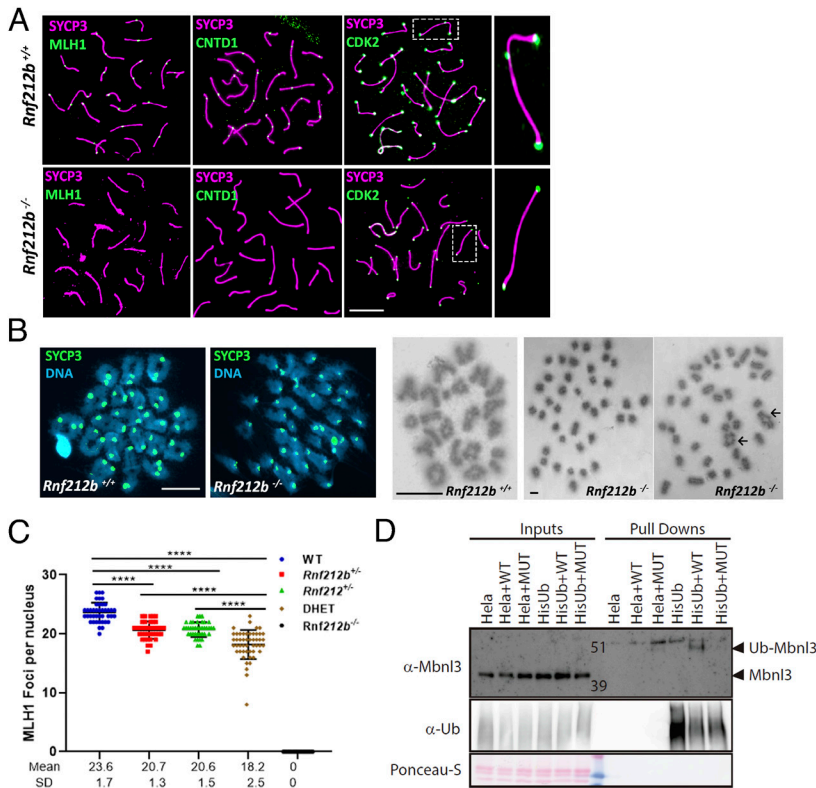 A
Rnf212b+/+
SYCP3
MLH1
SYCP3
CNTD1
SYCP3
CDK2
Rnf212b-/-
SYCP3
MLH1
SYCP3
CNTD1
SYCP3
CDK2
B
SYCP3
DNA
Rnf212b+/+
SYCP3
DNA
Rnf212b-/-
Rnf212b+/+
Rnf212b-/-
Rnf212b-/-
C
MLH1 Foci per nucleus
30
20
10
0
****
****
****
****
****
WT
Rnf212b+/-
Rnf212+/-
DHET
Rnf212b-/-
Mean 23.6 20.7 20.6 18.2 0
SD 1.7 1.3 1.5 2.5 0
D
Inputs Pull Downs
Hela
Hela+WT
Hela+MUT
HisUb
HisUb+WT
HisUb+MUT
Hela
Hela+WT
Hela+MUT
HisUb
HisUb+WT
HisUb+MUT
α-Mbnl3
51
39
Ub-Mbnl3
Mbnl3
α-Ub
Ponceau-S